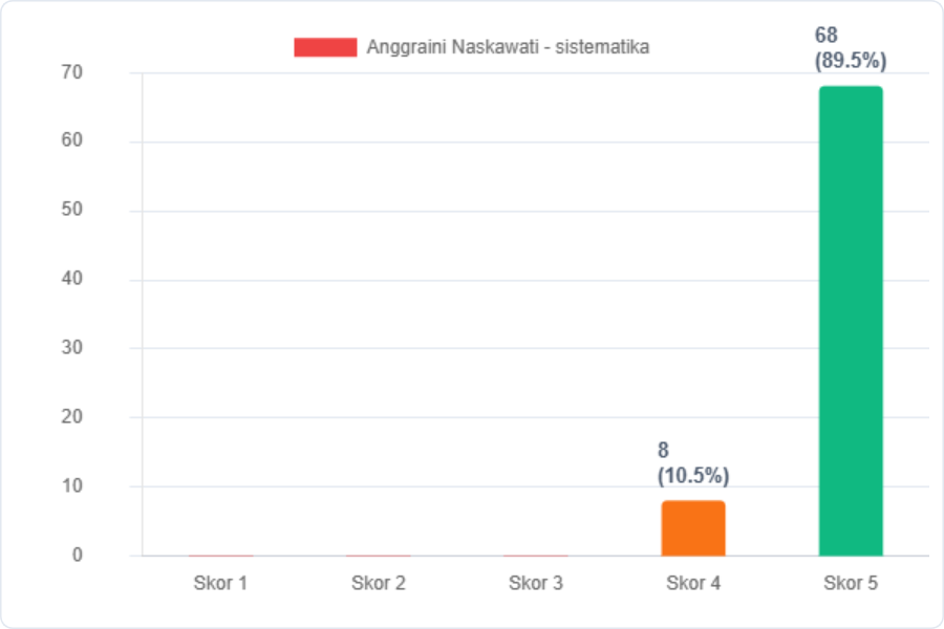 Anggraini Naskawati - sistematika
68
(89.5%)
70
60
50
40
30
20
10
0
8
(10.5%)
Skor 1
Skor 2
Skor 3
Skor 4
Skor 5